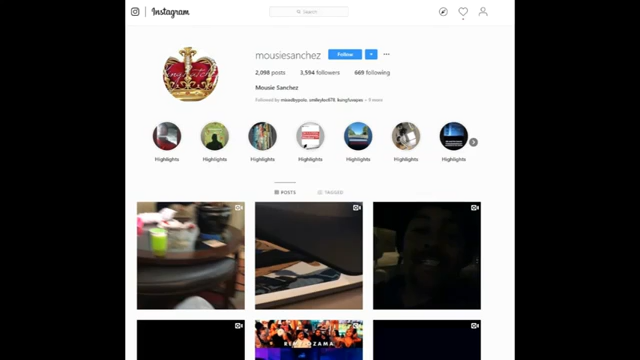 Instagram
Search
mousiesanchez
Follow
2,098 posts
3,594 followers
669 following
Mousie Sanchez
Highlights
Highlights
Highlights
Highlights
Highlights
Highlights
Highlights
POSTS
TAGGED